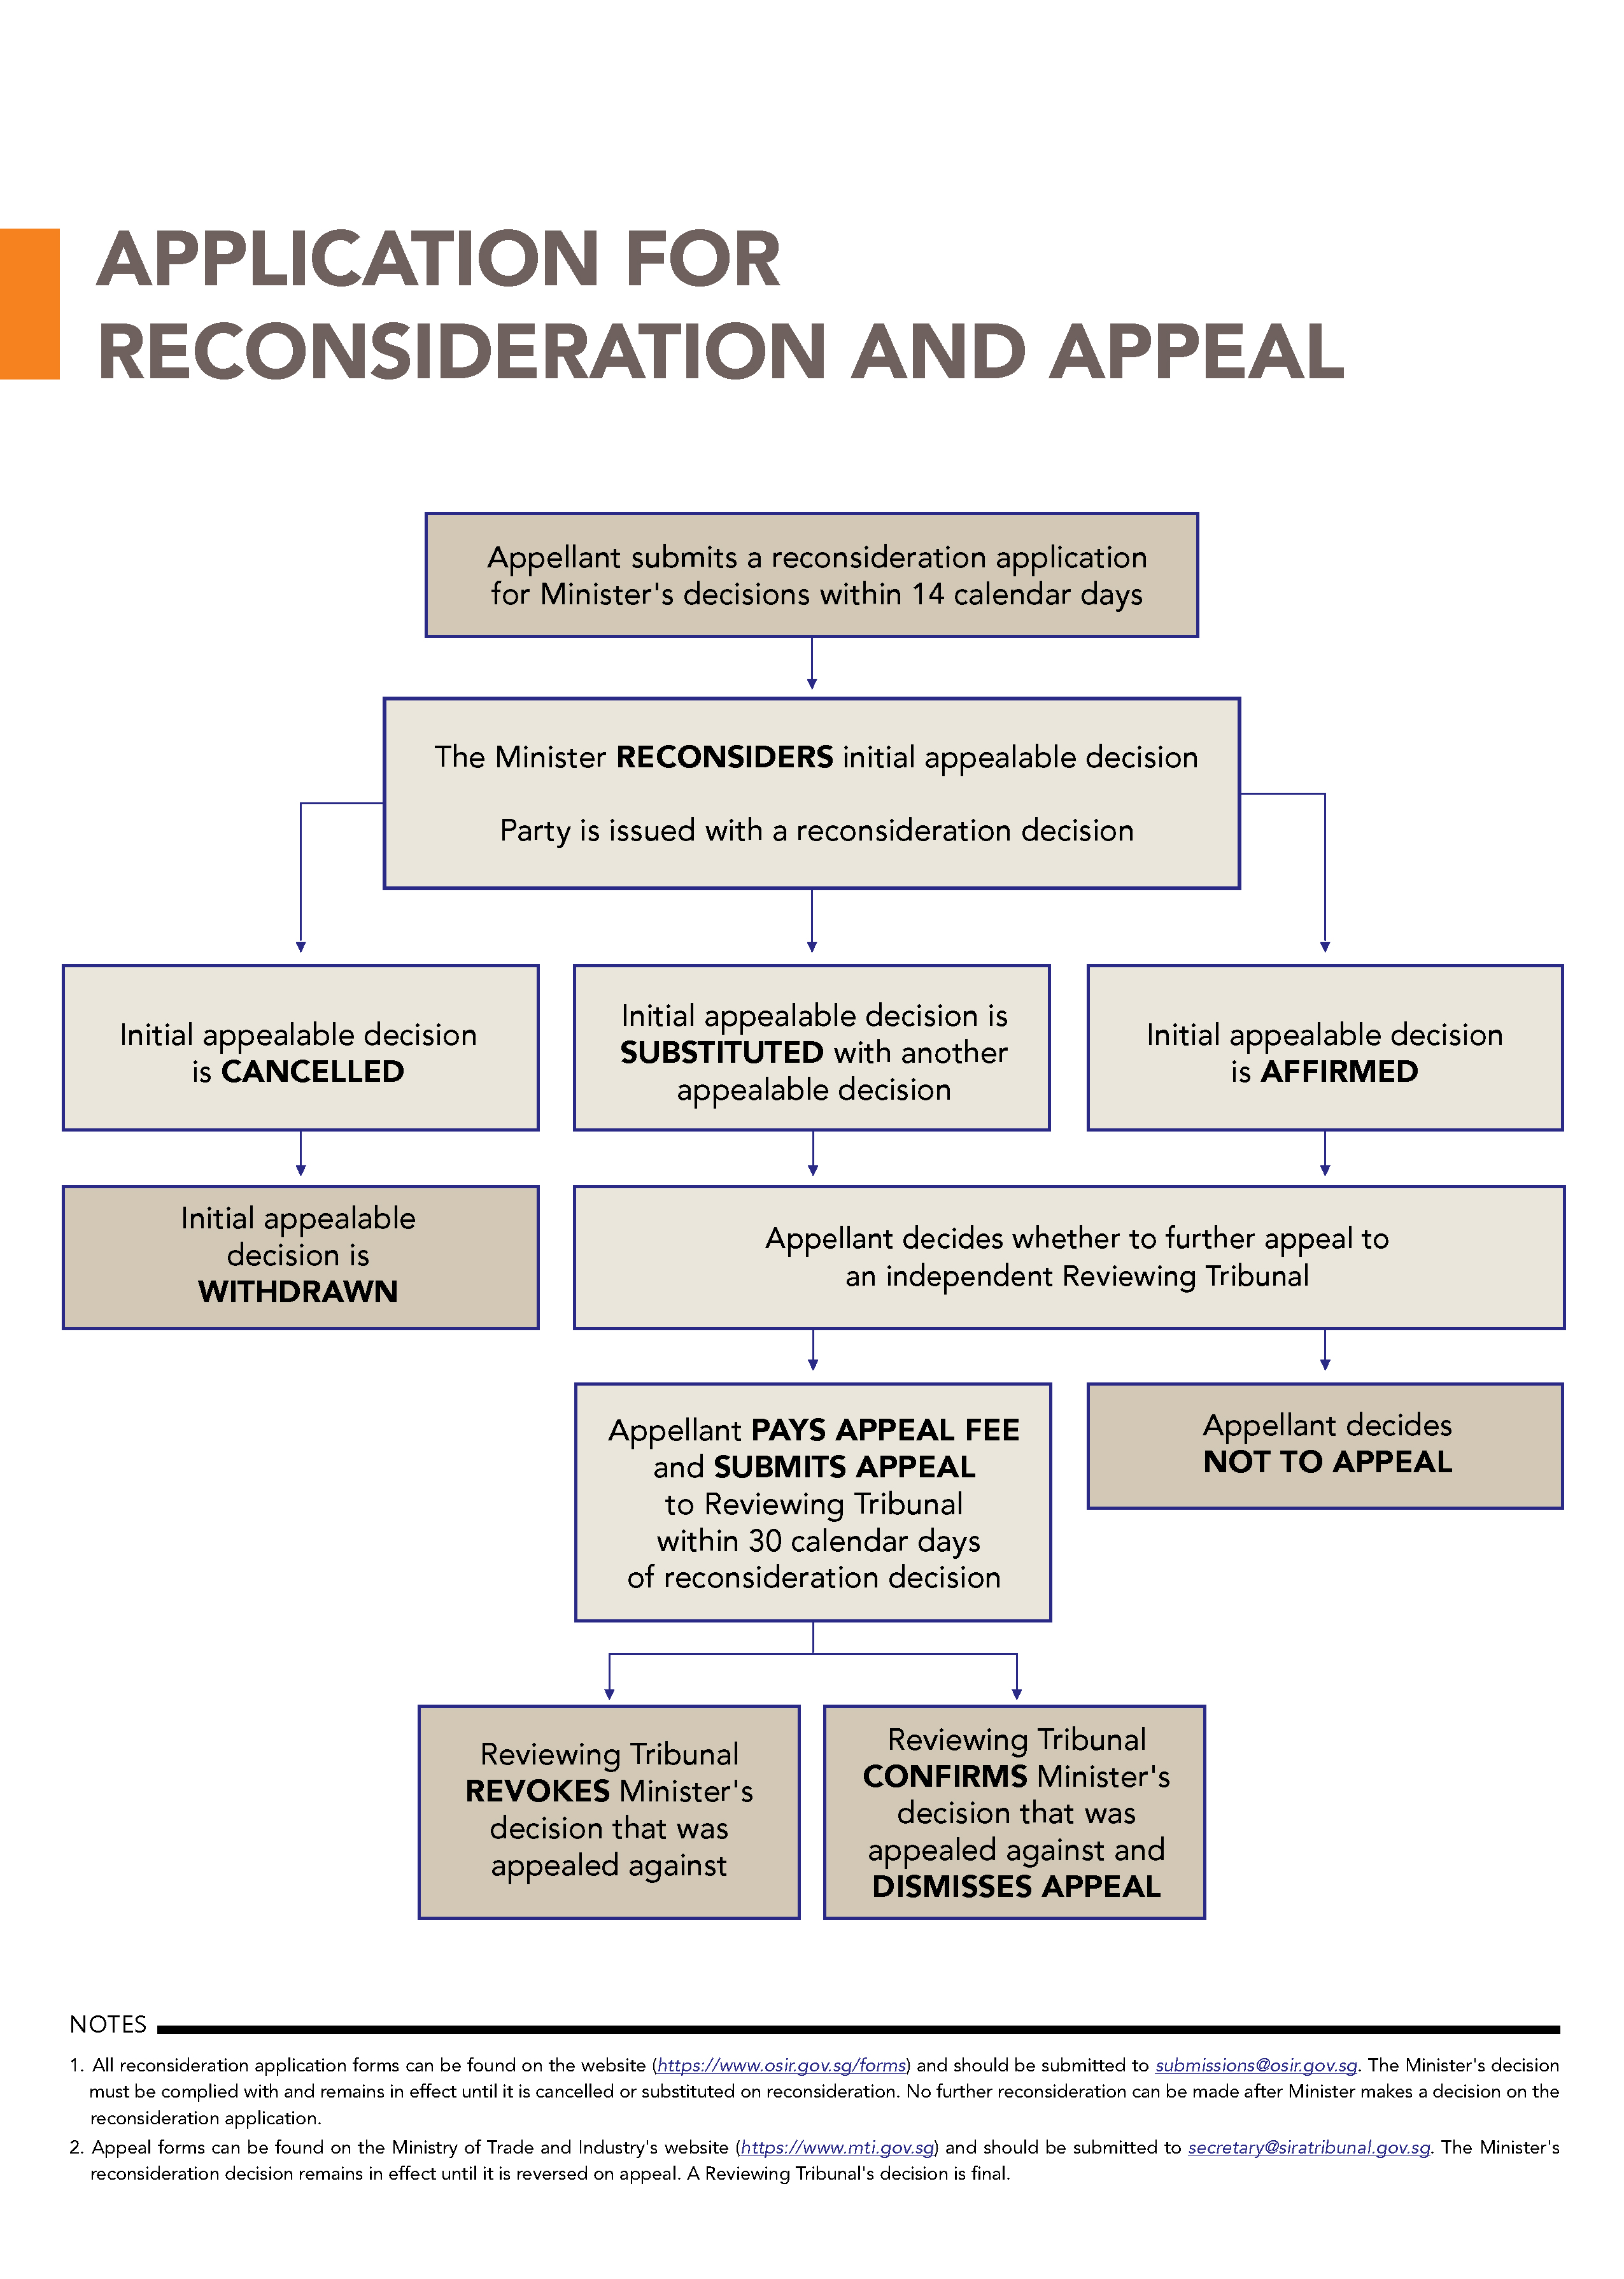 APPLICATION FOR
RECONSIDERATION AND APPEAL
Appellant submits a reconsideration application
for Minister's decisions within 14 calendar days
The Minister RECONSIDERS initial appealable decision
Party is issued with a reconsideration decision
Initial appealable decision
is CANCELLED
Initial appealable decision is
SUBSTITUTED with another
appealable decision
Initial appealable decision
is AFFIRMED
Initial appealable
decision is
WITHDRAWN
Appellant decides whether to further appeal to
an independent Reviewing Tribunal
Appellant PAYS APPEAL FEE
and SUBMITS APPEAL
to Reviewing Tribunal
within 30 calendar days
of reconsideration decision
Appellant decides
NOT TO APPEAL
Reviewing Tribunal
REVOKES Minister's
decision that was
appealed against
Reviewing Tribunal
CONFIRMS Minister's
decision that was
appealed against and
DISMISSES APPEAL
NOTES
1. All reconsideration application forms can be found on the website (https://www.osir.gov.sg/forms) and should be submitted to submissions@osir.gov.sg. The Minister's decision
must be complied with and remains in effect until it is cancelled or substituted on reconsideration. No further reconsideration can be made after Minister makes a decision on the
reconsideration application.
2. Appeal forms can be found on the Ministry of Trade and Industry's website (https://www.mti.gov.sg) and should be submitted to secretary@siratribunal.gov.sg. The Minister's
reconsideration decision remains in effect until it is reversed on appeal. A Reviewing Tribunal's decision is final.